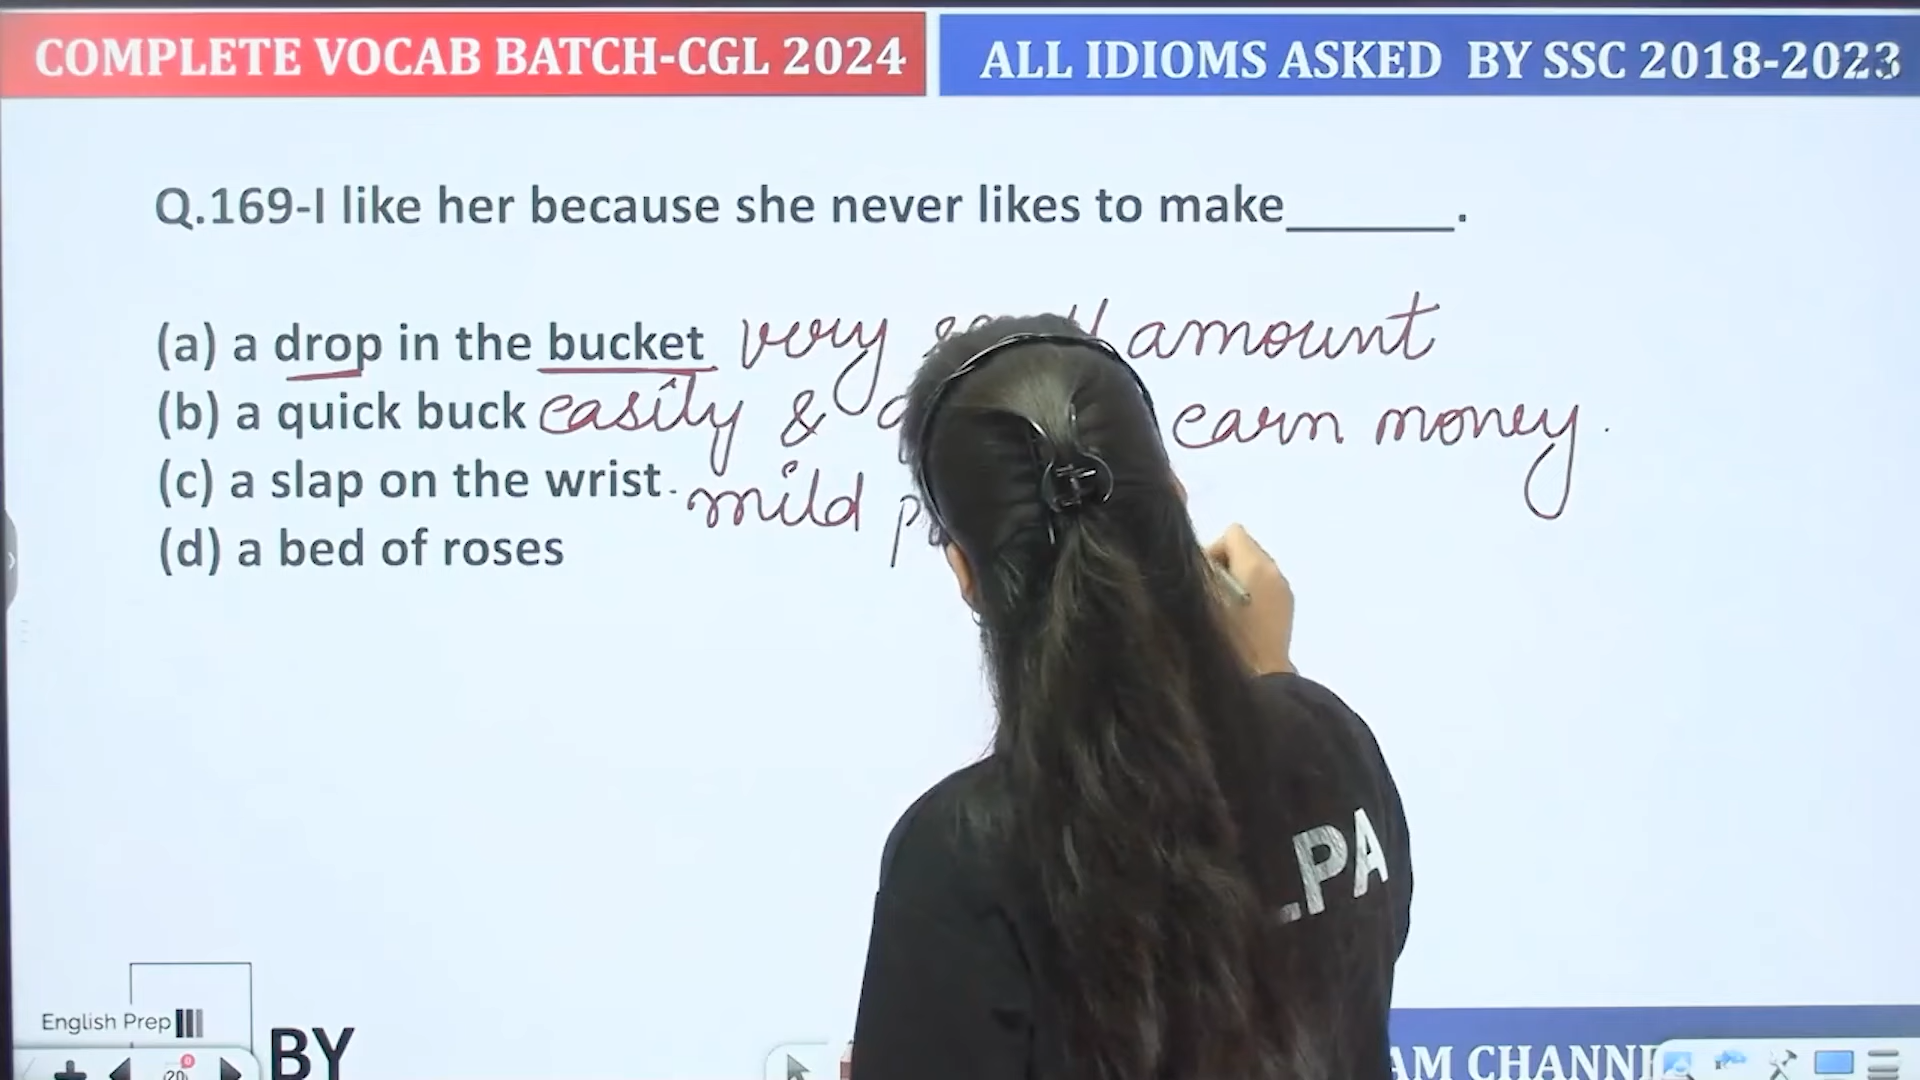 COMPLETE VOCAB BATCH-CGL 2024
ALL IDIOMS ASKED BY SSC 2018-2023
Q.169-I like her because she never likes to make_______.
(a) a drop in the bucket very amount
(b) a quick buck easily & earn money.
(c) a slap on the wrist. mild
(d) a bed of roses
PA
English Prep
BY